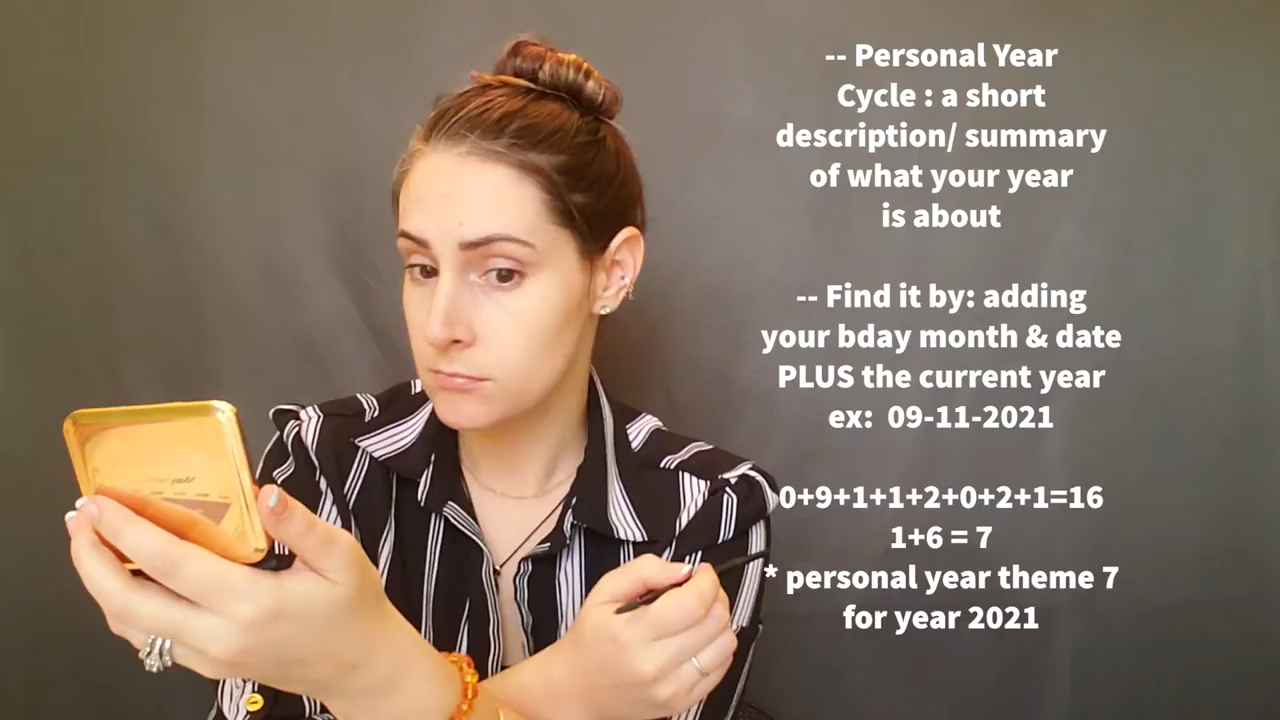 -- Personal Year
Cycle : a short
description/ summary
of what your year
is about
-- Find it by: adding
your bday month & date
PLUS the current year
ex:  09-11-2021
0+9+1+1+2+0+2+1=16
1+6 = 7
* personal year theme 7
for year 2021